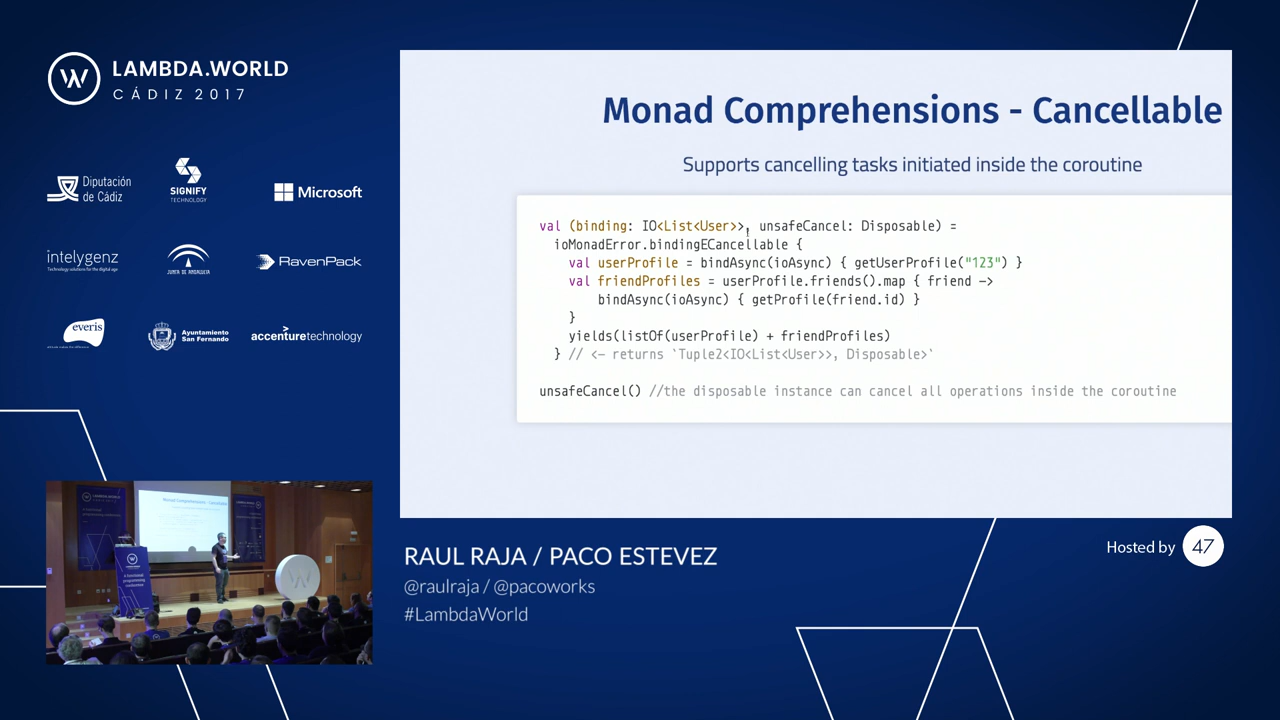 LAMBDA.WORLD
CÁDIZ 2017
Diputación
de Cádiz
SIGNIFY
TECHNOLOGY
Microsoft
intelygenz
Technology solutions for the digital age
JUNTA DE ANDALUCIA
RavenPack
everis
Ayuntamiento
San Fernando
accenturetechnology
Monad Comprehensions - Cancellable
Supports cancelling tasks initiated inside the coroutine
val (binding: IO<List<User>>, unsafeCancel: Disposable) =
ioMonadError.bindingECancellable {
val userProfile = bindAsync(ioAsync) { getUserProfile("123") }
val friendProfiles = userProfile.friends().map { friend ->
bindAsync(ioAsync) { getProfile(friend.id) }
}
yields(listOf(userProfile) + friendProfiles)
} // <- returns `Tuple2<IO<List<User>>, Disposable>`
unsafeCancel() //the disposable instance can cancel all operations inside the coroutine
RAUL RAJA / PACO ESTEVEZ
@raulraja / @pacoworks
#LambdaWorld
Hosted by 47
Monad Comprehensions - Cancellable